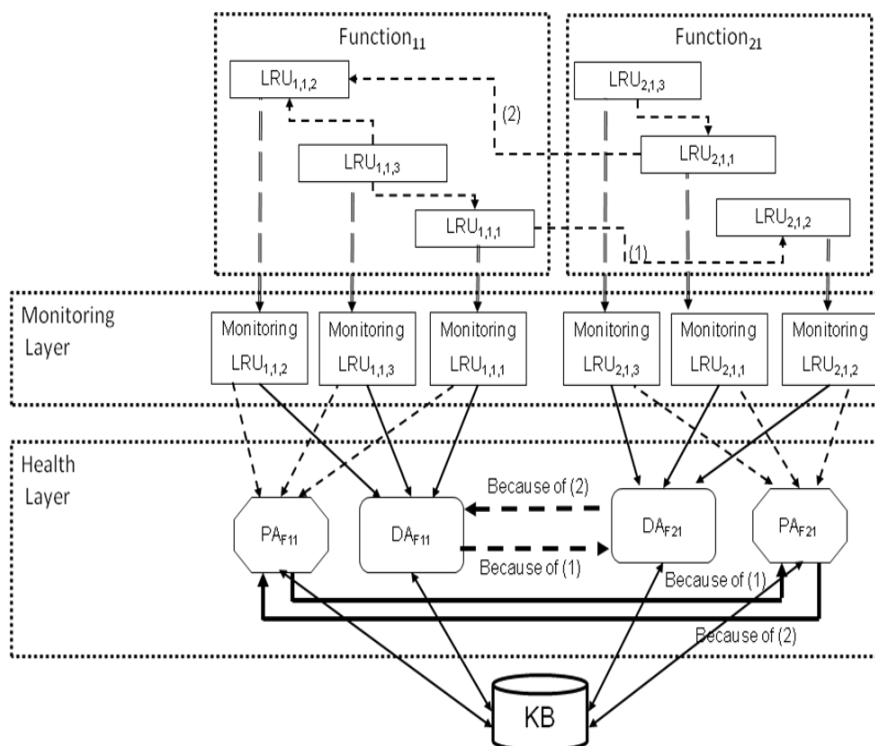 Function11
Function21
LRU1,1,2
LRU2,1,3
(2)
LRU1,1,3
LRU2,1,1
LRU1,1,1
LRU2,1,2
(1)
Monitoring
Layer
Monitoring
LRU1,1,2
Monitoring
LRU1,1,3
Monitoring
LRU1,1,1
Monitoring
LRU2,1,3
Monitoring
LRU2,1,1
Monitoring
LRU2,1,2
Health
Layer
Because of (2)
PAF11
DAF11
DAF21
PAF21
Because of (1)
Because of (1)
Because of (2)
KB